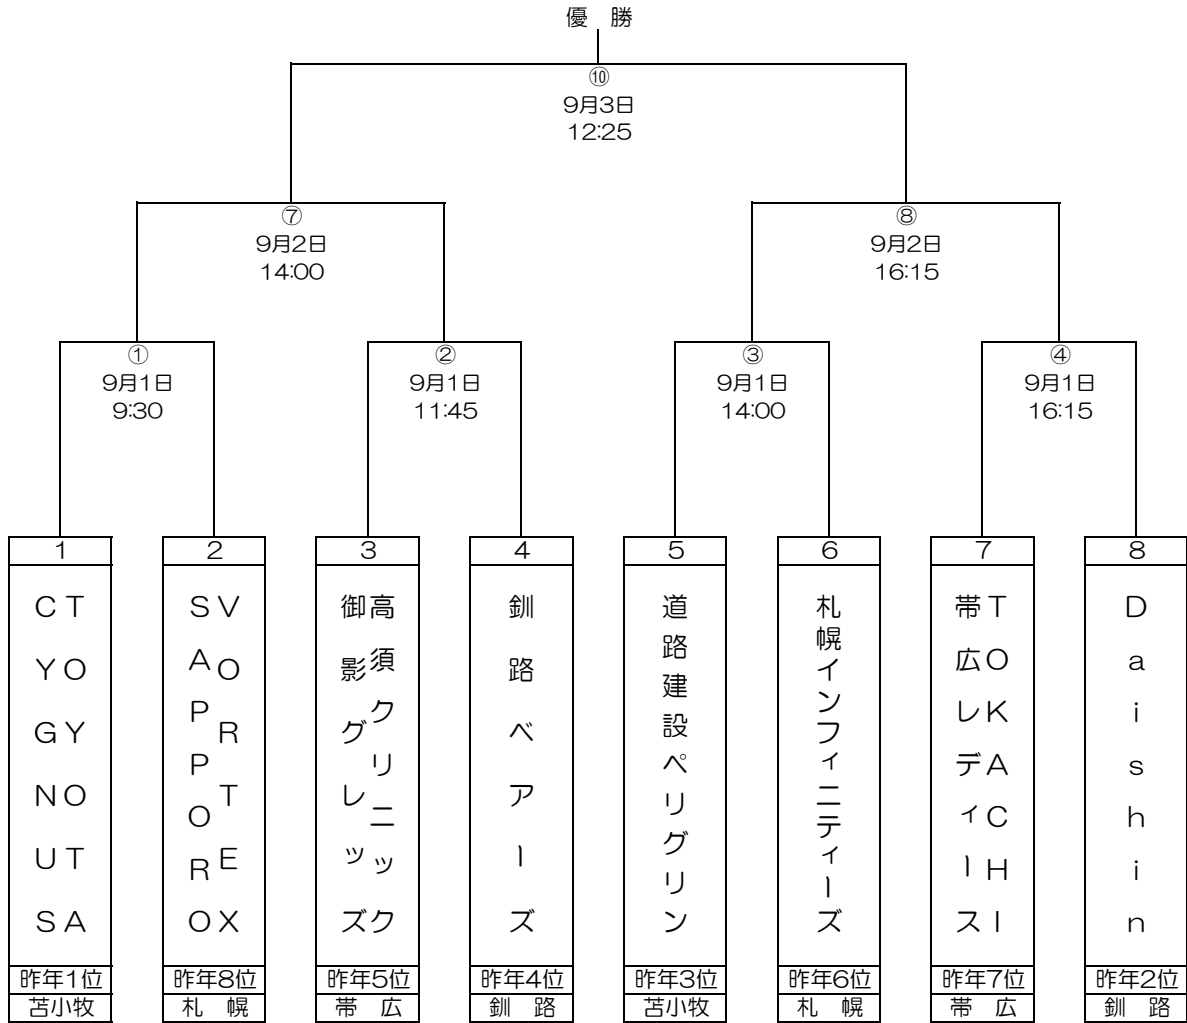 優　勝
⑩
9月3日
12:25
⑦
9月2日
14:00
⑧
9月2日
16:15
①
9月1日
9:30
②
9月1日
11:45
③
9月1日
14:00
④
9月1日
16:15
1
TOYOTA
CYGNUS
昨年1位
苫小牧
2
VORTEX
SAPPORO
昨年8位
札　幌
3
高須クリニック
御影グレッズ
昨年5位
帯　広
4
釧路ベアーズ
昨年4位
釧　路
5
道路建設ペリグリン
昨年3位
苫小牧
6
札幌インフィニティーズ
昨年6位
札　幌
7
TOKACHI
帯広レディース
昨年7位
帯　広
8
Daishin
昨年2位
釧　路